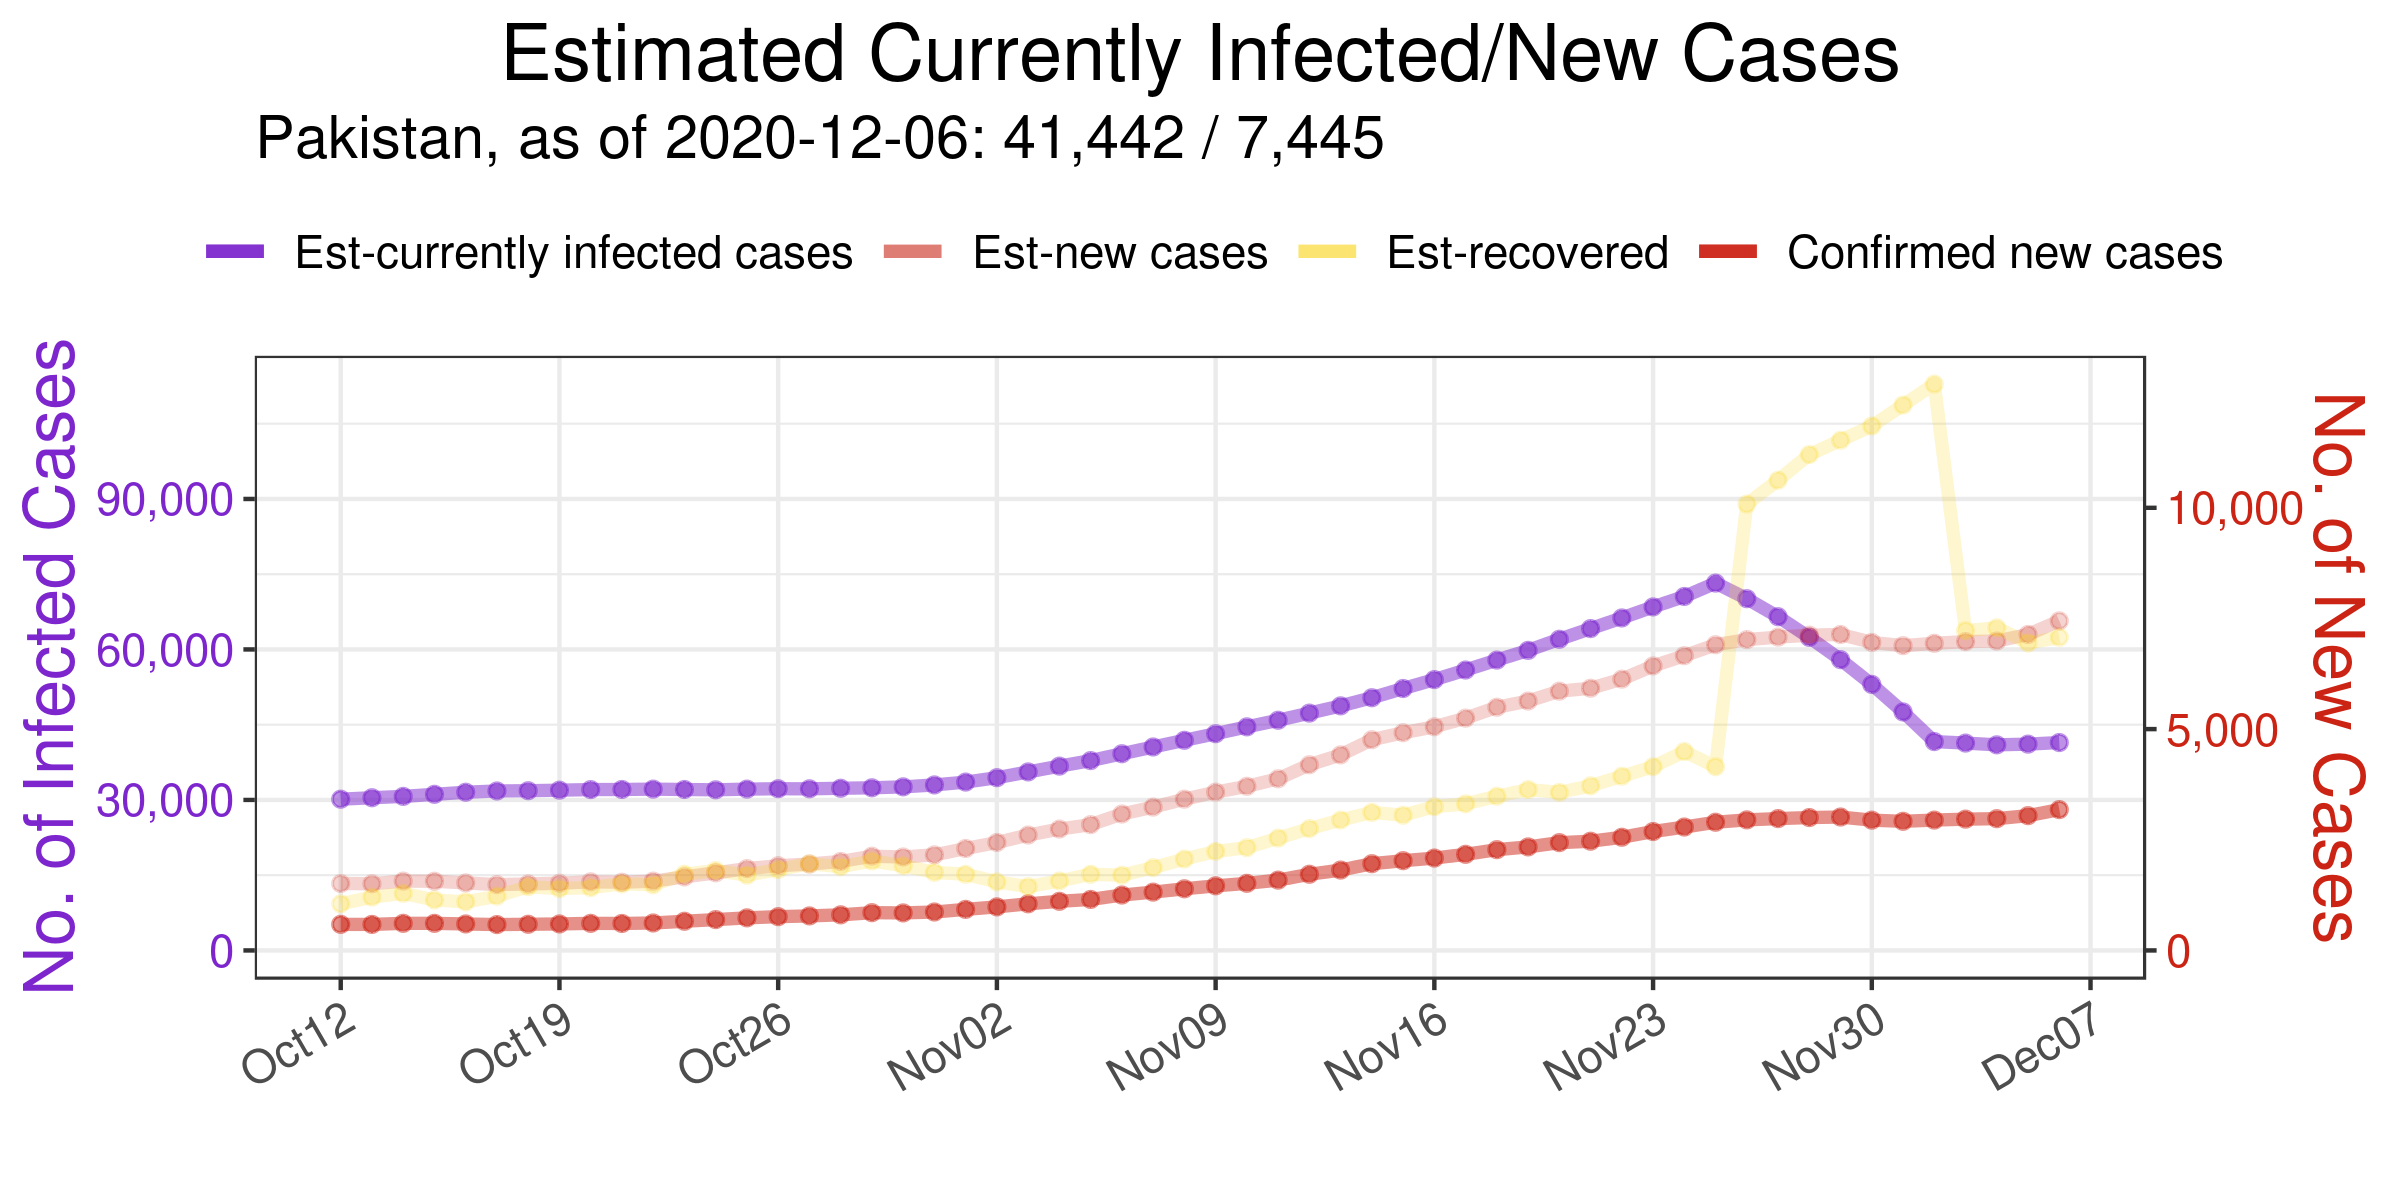 Estimated Currently Infected/New Cases
Pakistan, as of 2020-12-06: 41,442 / 7,445
Est-currently infected cases Est-new cases Est-recovered Confirmed new cases
No. of Infected Cases
90,000
60,000
30,000
0
10,000
5,000
0
No. of New Cases
Oct12 Oct19 Oct26 Nov02 Nov09 Nov16 Nov23 Nov30 Dec07